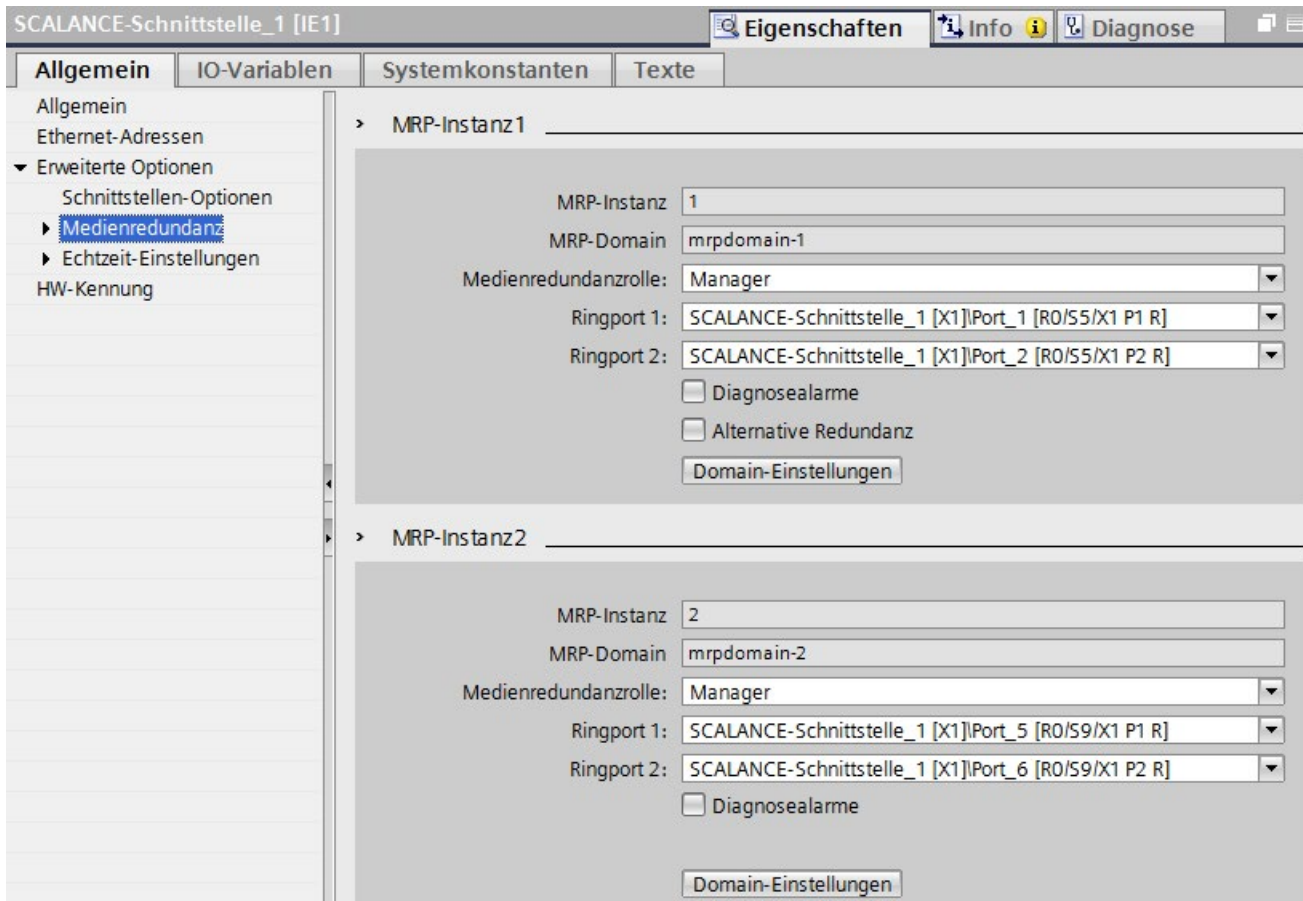 SCALANCE-Schnittstelle_1 [IE1]
Eigenschaften Info Diagnose
Allgemein IO-Variablen Systemkonstanten Texte
Allgemein
Ethernet-Adressen
Erweiterte Optionen
Schnittstellen-Optionen
Medienredundanz
Echtzeit-Einstellungen
HW-Kennung
MRP-Instanz1
MRP-Instanz 1
MRP-Domain mrpdomain-1
Medienredundanzrolle: Manager
Ringport 1: SCALANCE-Schnittstelle_1 [X1]\Port_1 [R0/S5/X1 P1 R]
Ringport 2: SCALANCE-Schnittstelle_1 [X1]\Port_2 [R0/S5/X1 P2 R]
Diagnosealarme
Alternative Redundanz
Domain-Einstellungen
MRP-Instanz2
MRP-Instanz 2
MRP-Domain mrpdomain-2
Medienredundanzrolle: Manager
Ringport 1: SCALANCE-Schnittstelle_1 [X1]\Port_5 [R0/S9/X1 P1 R]
Ringport 2: SCALANCE-Schnittstelle_1 [X1]\Port_6 [R0/S9/X1 P2 R]
Diagnosealarme
Domain-Einstellungen